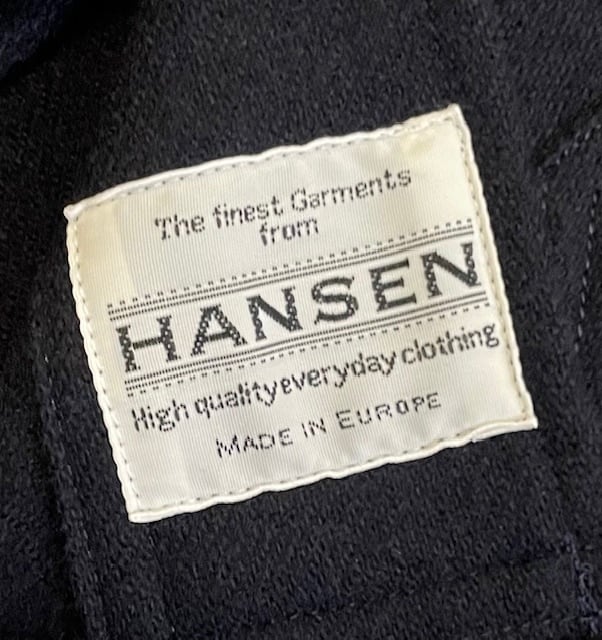 The finest Garments
from
HANSEN
High quality everyday clothing
MADE IN EUROPE